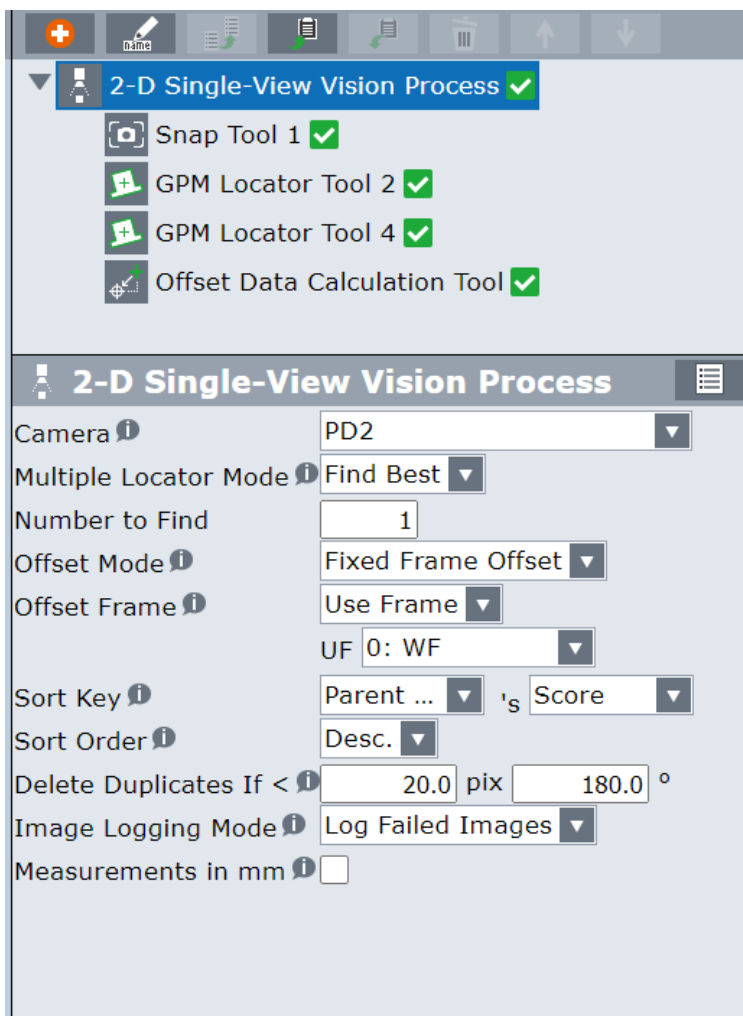 name
2-D Single-View Vision Process
Snap Tool 1
GPM Locator Tool 2
GPM Locator Tool 4
Offset Data Calculation Tool
2-D Single-View Vision Process
Camera PD2
Multiple Locator Mode Find Best
Number to Find 1
Offset Mode Fixed Frame Offset
Offset Frame Use Frame
UF 0: WF
Sort Key Parent ... 's Score
Sort Order Desc.
Delete Duplicates If < 20.0 pix 180.0 °
Image Logging Mode Log Failed Images
Measurements in mm